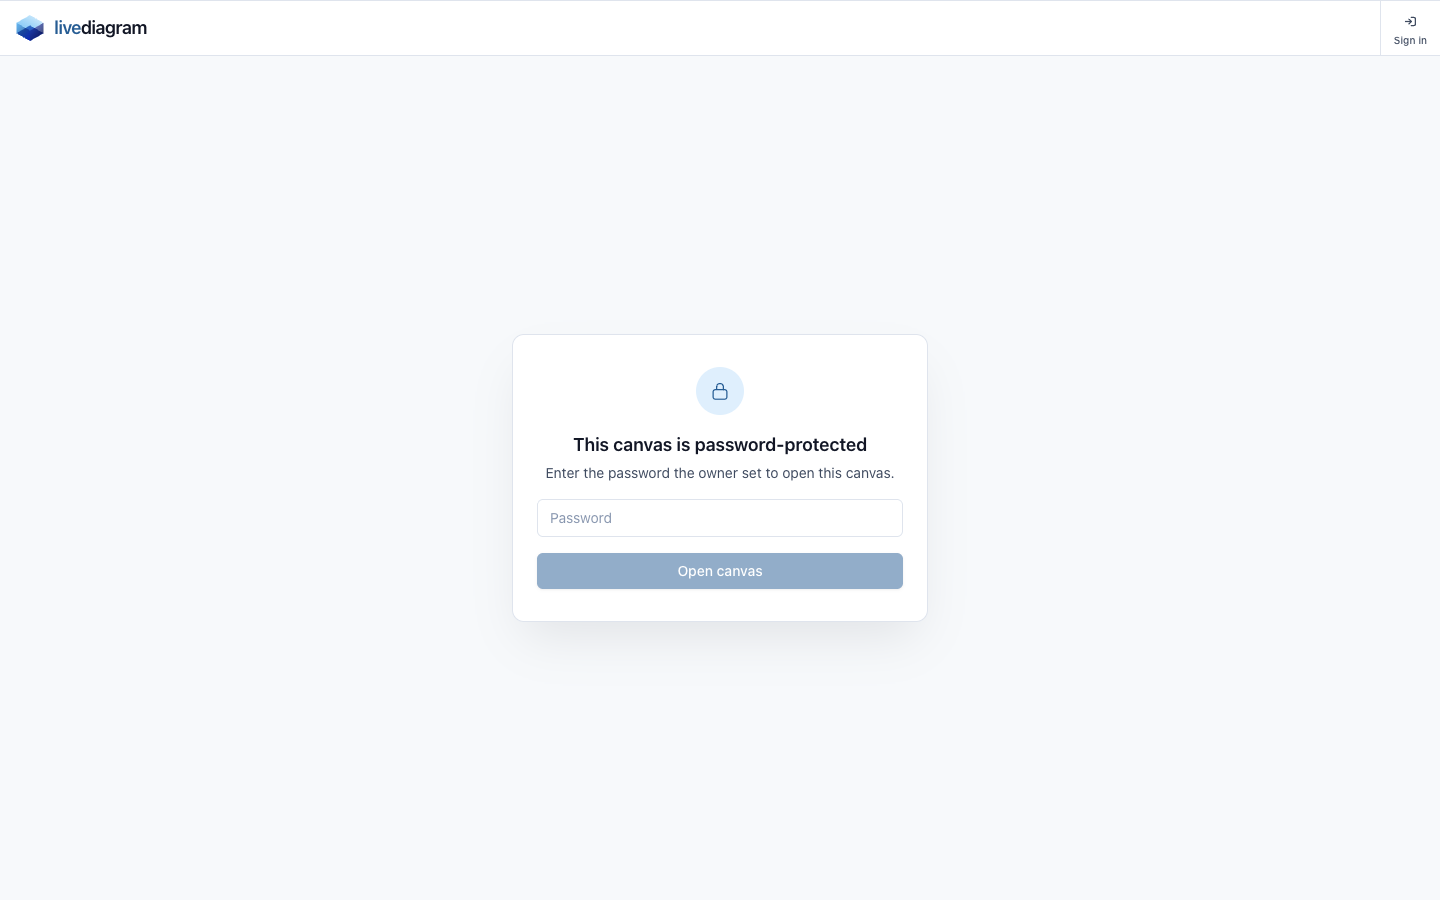 livediagram
Sign in
This canvas is password-protected
Enter the password the owner set to open this canvas.
Password
Open canvas